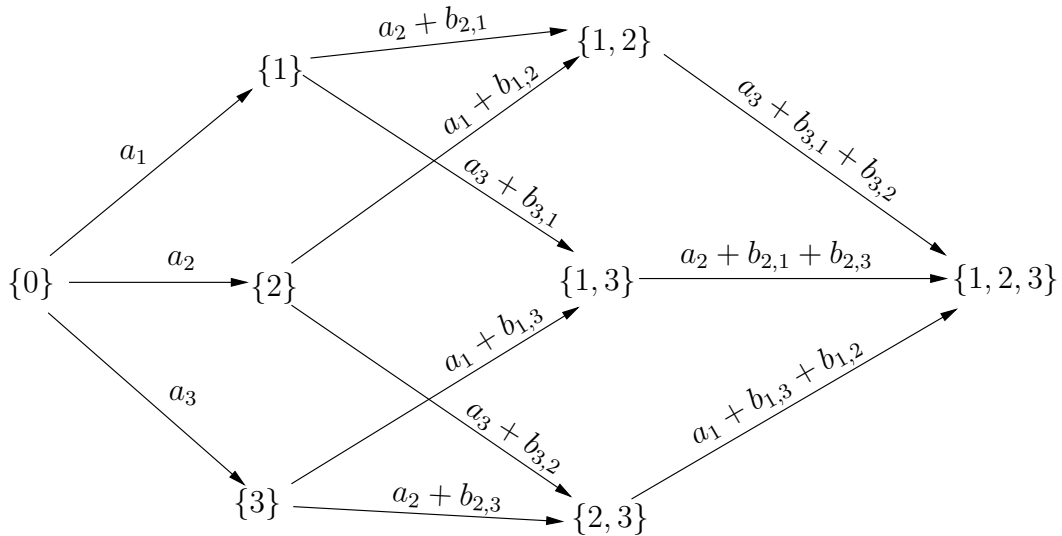 {0}
a_1
a_2
a_3
{1}
{2}
{3}
a_2 + b_{2,1}
a_1 + b_{1,2}
a_3 + b_{3,1}
a_1 + b_{1,3}
a_3 + b_{3,2}
a_2 + b_{2,3}
{1, 2}
{1, 3}
{2, 3}
a_3 + b_{3,1} + b_{3,2}
a_2 + b_{2,1} + b_{2,3}
a_1 + b_{1,3} + b_{1,2}
{1, 2, 3}